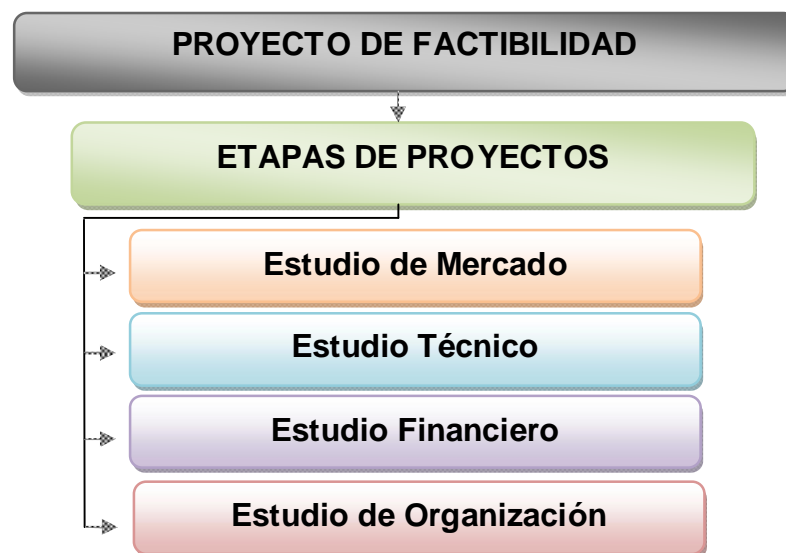 PROYECTO DE FACTIBILIDAD
ETAPAS DE PROYECTOS
Estudio de Mercado
Estudio Técnico
Estudio Financiero
Estudio de Organización